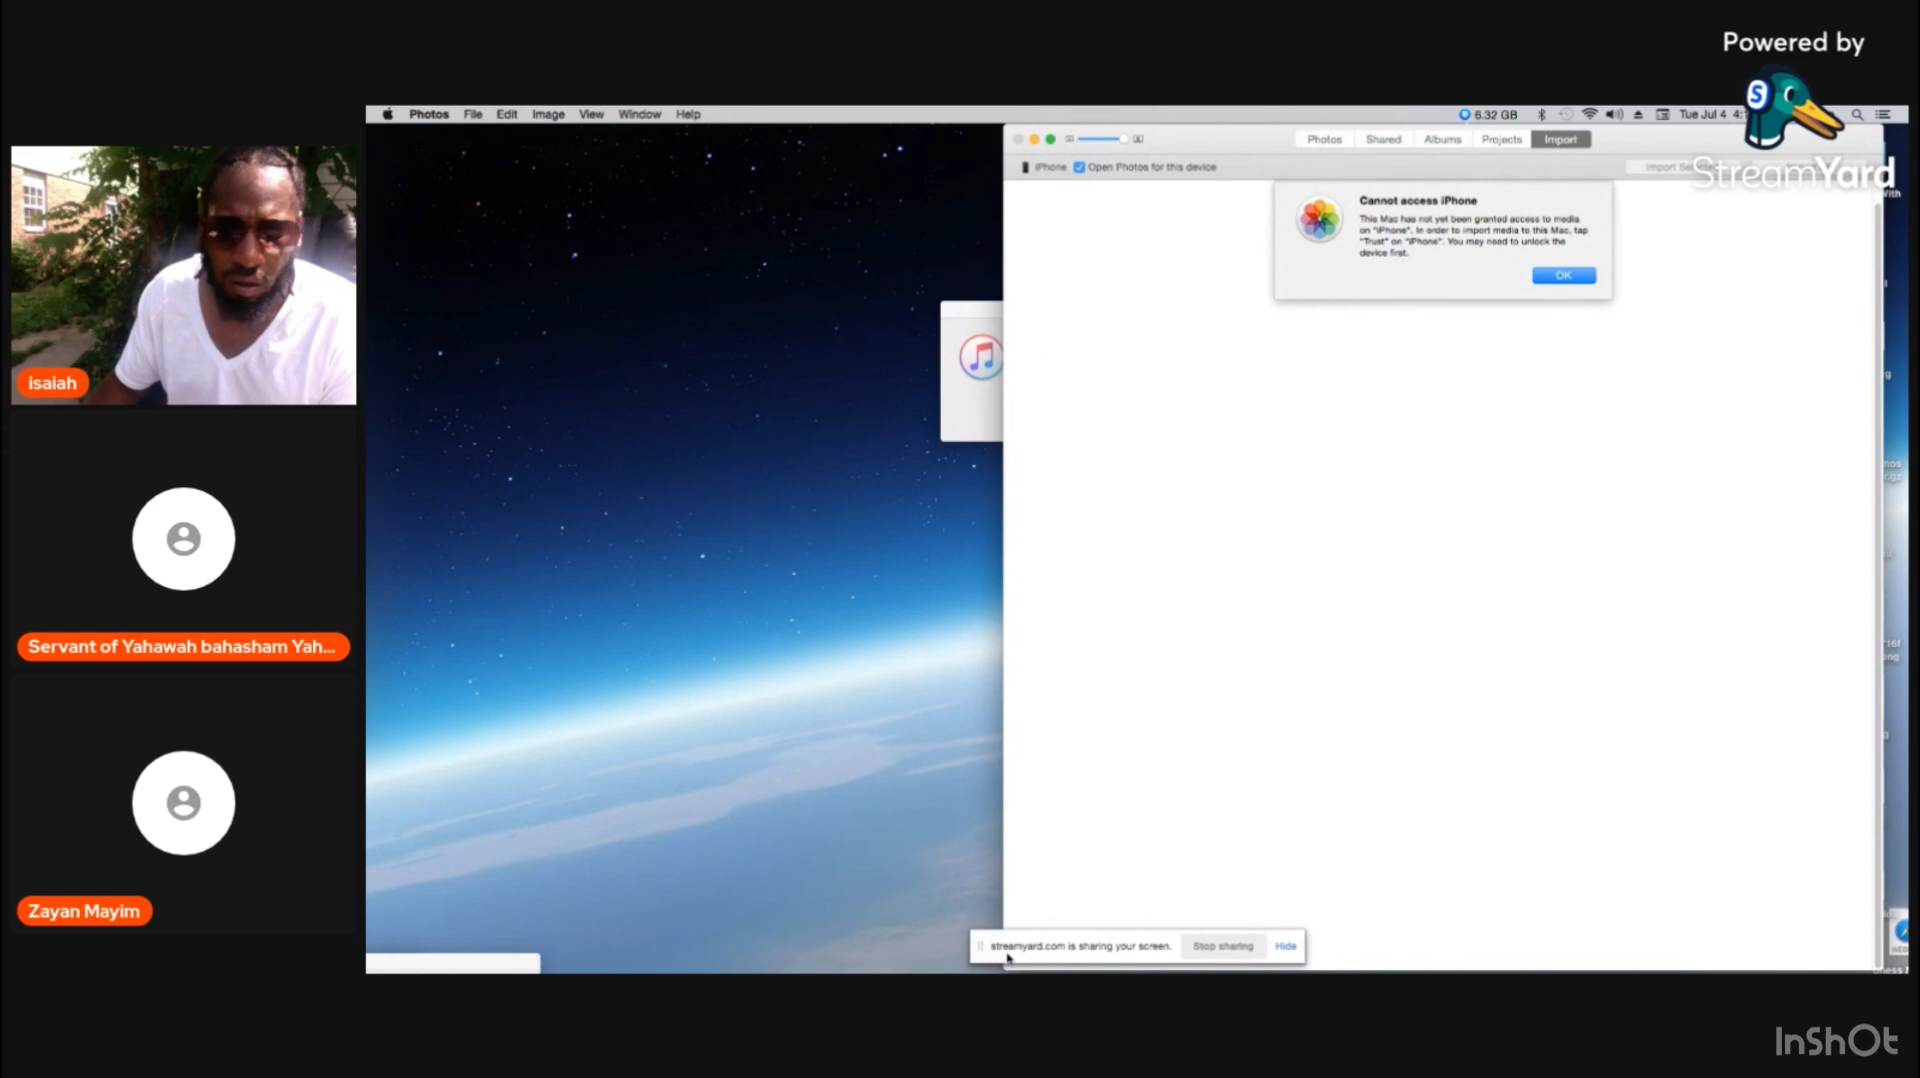 Powered by
StreamYard
Photos File Edit Image View Window Help
6.32 GB
Tue Jul 4
Photos Shared Albums Projects Import
iPhone Open Photos for this device
Import
With
Cannot access iPhone
This Mac has not yet been granted access to media
on "iPhone". In order to import media to this Mac, tap
"Trust" on "iPhone". You may need to unlock the
device first.
OK
isaiah
Servant of Yahawah bahasham Yah...
Zayan Mayim
streamyard.com is sharing your screen. Stop sharing Hide
InShOt